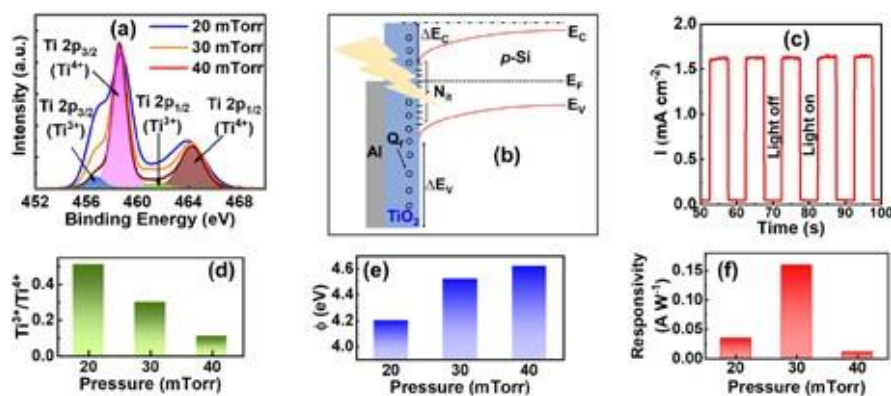 (a)
20 mTorr
30 mTorr
40 mTorr
Ti 2p3/2
(Ti4+)
Ti 2p3/2
(Ti3+)
Ti 2p1/2
(Ti3+)
Ti 2p1/2
(Ti4+)
Intensity (a.u.)
452 456 460 464 468
Binding Energy (eV)
ΔEC
EC
p-Si
EF
Nit
EV
Qf
(b)
Al
ΔEV
TiO2
(c)
I (mA cm-2)
2.0
1.5
1.0
0.5
0.0
Light off
Light on
50 60 70 80 90 100
Time (s)
(d)
Ti3+/Ti4+
0.4
0.2
0.0
20 30 40
Pressure (mTorr)
(e)
ϕ (eV)
4.6
4.4
4.2
4.0
20 30 40
Pressure (mTorr)
(f)
Responsivity
(A W-1)
0.15
0.10
0.05
0.00
20 30 40
Pressure (mTorr)